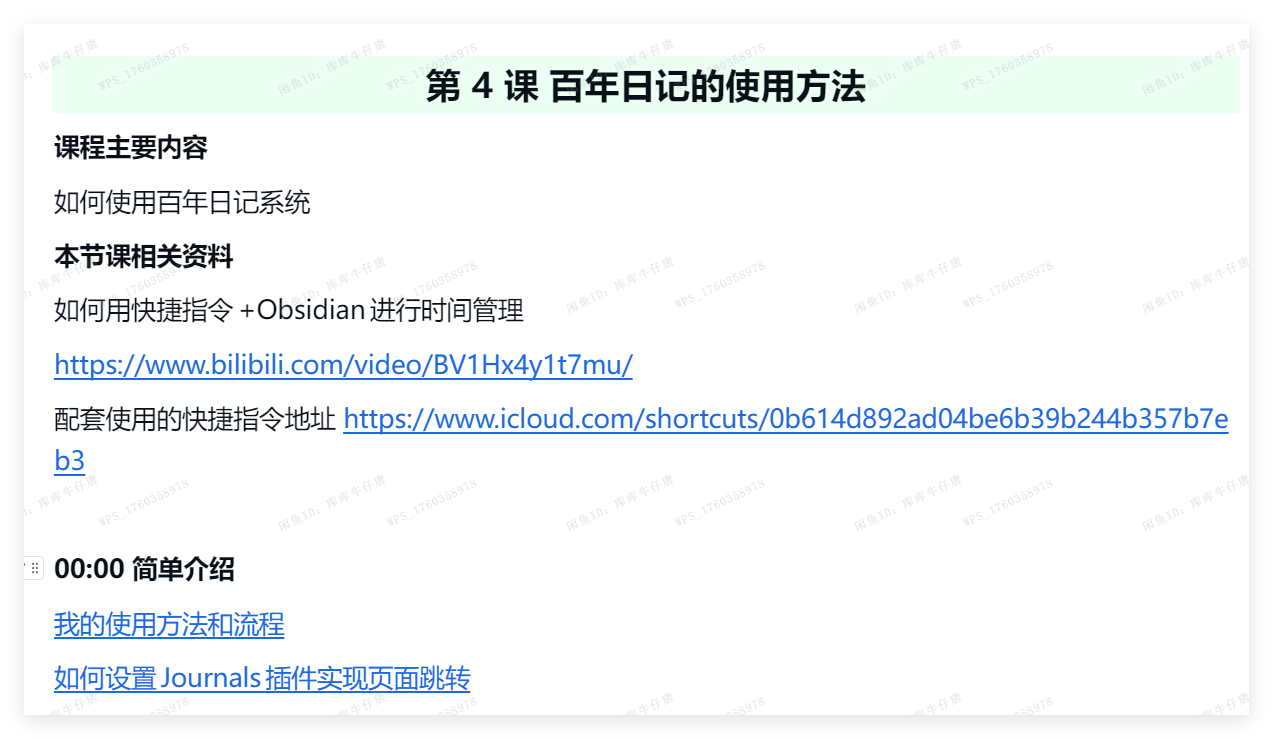 第 4 课 百年日记的使用方法
课程主要内容
如何使用百年日记系统
本节课相关资料
如何用快捷指令 +Obsidian 进行时间管理
https://www.bilibili.com/video/BV1Hx4y1t7mu/
配套使用的快捷指令地址 https://www.icloud.com/shortcuts/0b614d892ad04be6b39b244b357b7e
b3
00:00 简单介绍
我的使用方法和流程
如何设置 Journals 插件实现页面跳转
闲鱼ID：库库牛仔唐
WPS_1760358978